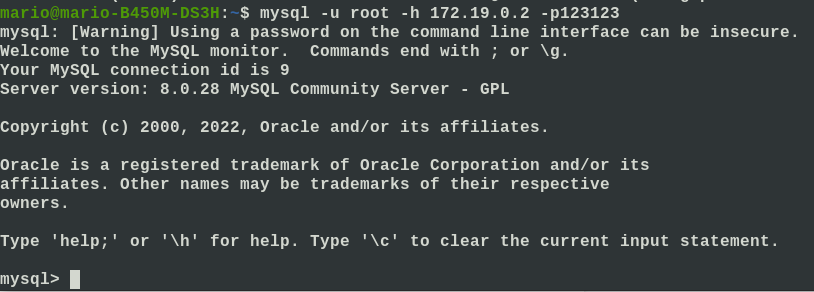 mario@mario-B450M-DS3H:~$ mysql -u root -h 172.19.0.2 -p123123
mysql: [Warning] Using a password on the command line interface can be insecure.
Welcome to the MySQL monitor.  Commands end with ; or \g.
Your MySQL connection id is 9
Server version: 8.0.28 MySQL Community Server - GPL

Copyright (c) 2000, 2022, Oracle and/or its affiliates.

Oracle is a registered trademark of Oracle Corporation and/or its
affiliates. Other names may be trademarks of their respective
owners.

Type 'help;' or '\h' for help. Type '\c' to clear the current input statement.

mysql>